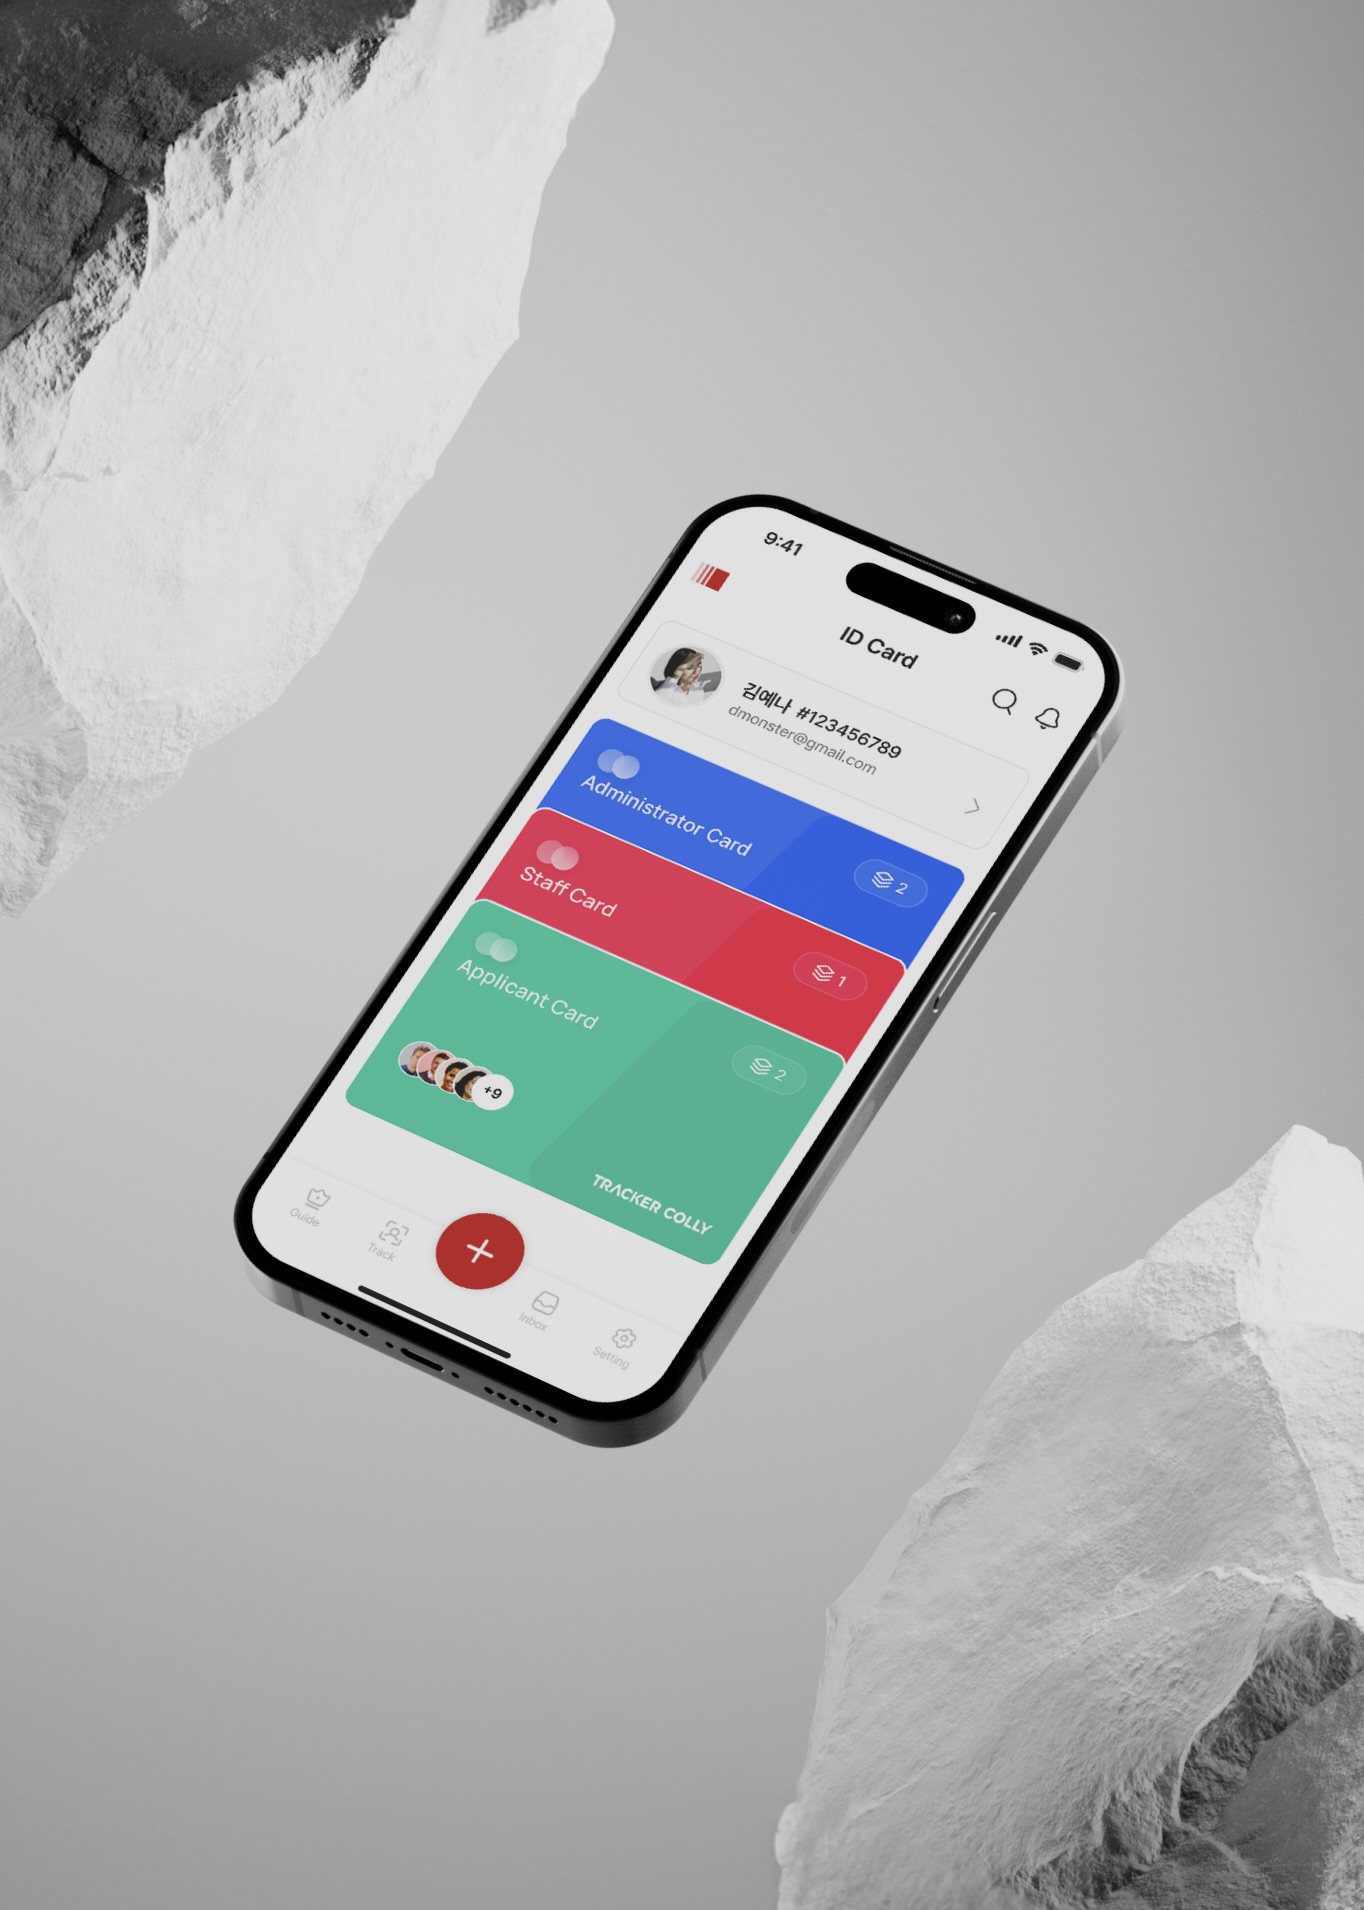 9:41
ID Card
김예나 #123456789
dmonster@gmail.com
Administrator Card
2
Staff Card
1
Applicant Card
2
+9
TRACKER COLLY
Guide
Track
Inbox
Setting